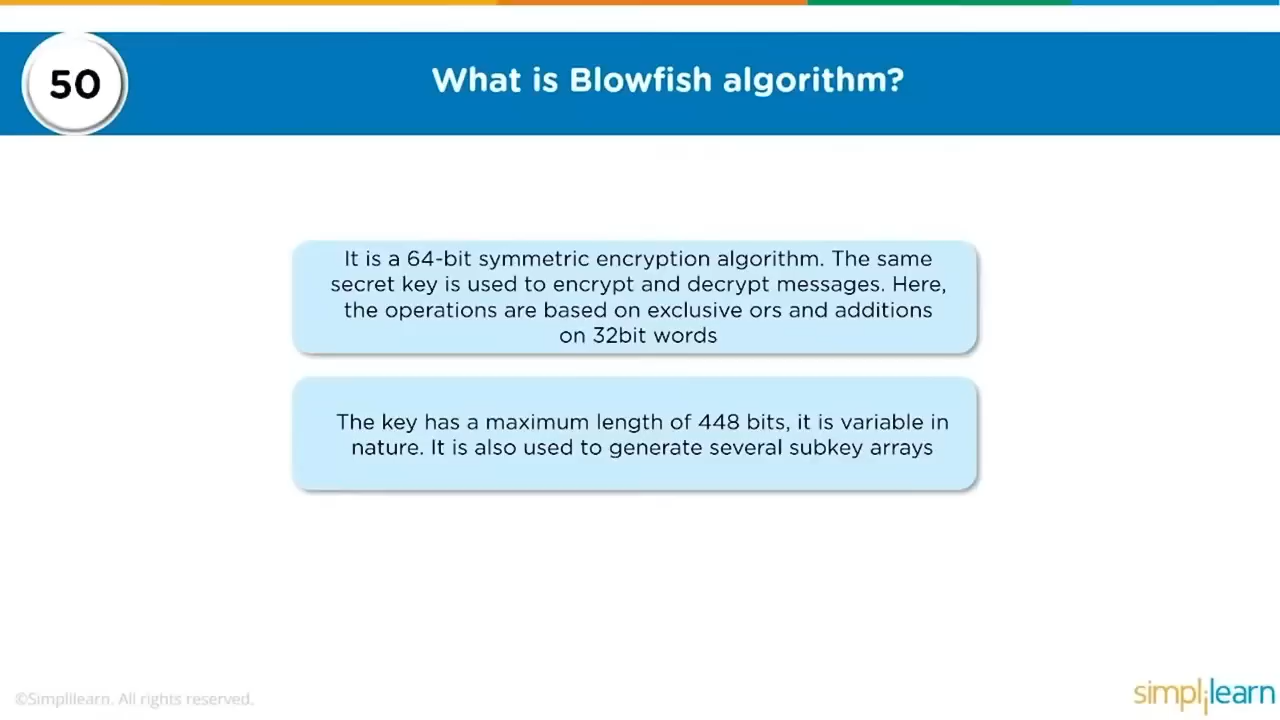 50
What is Blowfish algorithm?
It is a 64-bit symmetric encryption algorithm. The same
secret key is used to encrypt and decrypt messages. Here,
the operations are based on exclusive ors and additions
on 32bit words
The key has a maximum length of 448 bits, it is variable in
nature. It is also used to generate several subkey arrays
©Simplilearn. All rights reserved.
simplilearn